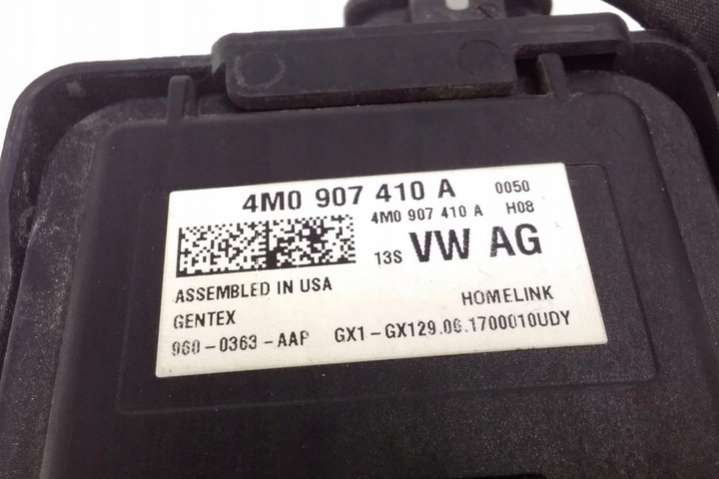 4M0 907 410 A 0050
4M0 907 410 A H08
13S VW AG
ASSEMBLED IN USA
HOMELINK
GENTEX
960-0363-AAP GX1-GX129.06.1700010UDY